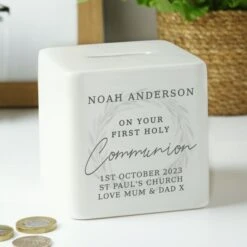 NOAH ANDERSON
ON YOUR
FIRST HOLY
Communion
1ST OCTOBER 2023
ST PAUL'S CHURCH
LOVE MUM & DAD X